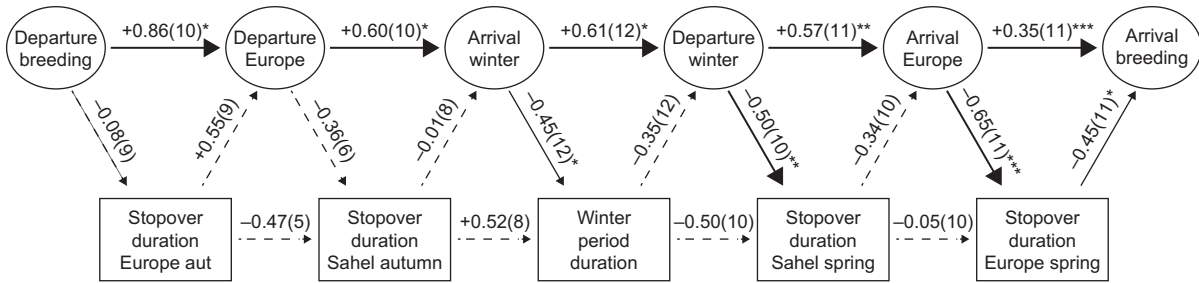 +0.86(10)*
+0.60(10)*
+0.61(12)*
+0.57(11)**
+0.35(11)***
Departure
breeding
Departure
Europe
Arrival
winter
Departure
winter
Arrival
Europe
Arrival
breeding
–0.08(9)
+0.55(9)
–0.36(6)
–0.01(8)
–0.45(12)*
–0.35(12)
–0.50(10)**
–0.34(10)
–0.65(11)***
–0.45(11)*
Stopover
duration
Europe aut
–0.47(5)
Stopover
duration
Sahel autumn
+0.52(8)
Winter
period
duration
–0.50(10)
Stopover
duration
Sahel spring
–0.05(10)
Stopover
duration
Europe spring